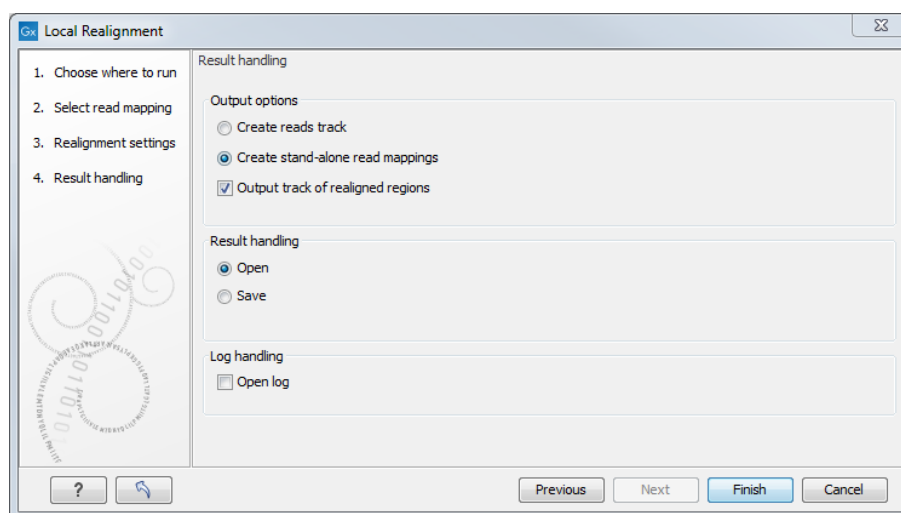 Gx Local Realignment
1. Choose where to run
2. Select read mapping
3. Realignment settings
4. Result handling
Result handling
Output options
Create reads track
Create stand-alone read mappings
Output track of realigned regions
Result handling
Open
Save
Log handling
Open log
? Previous Next Finish Cancel